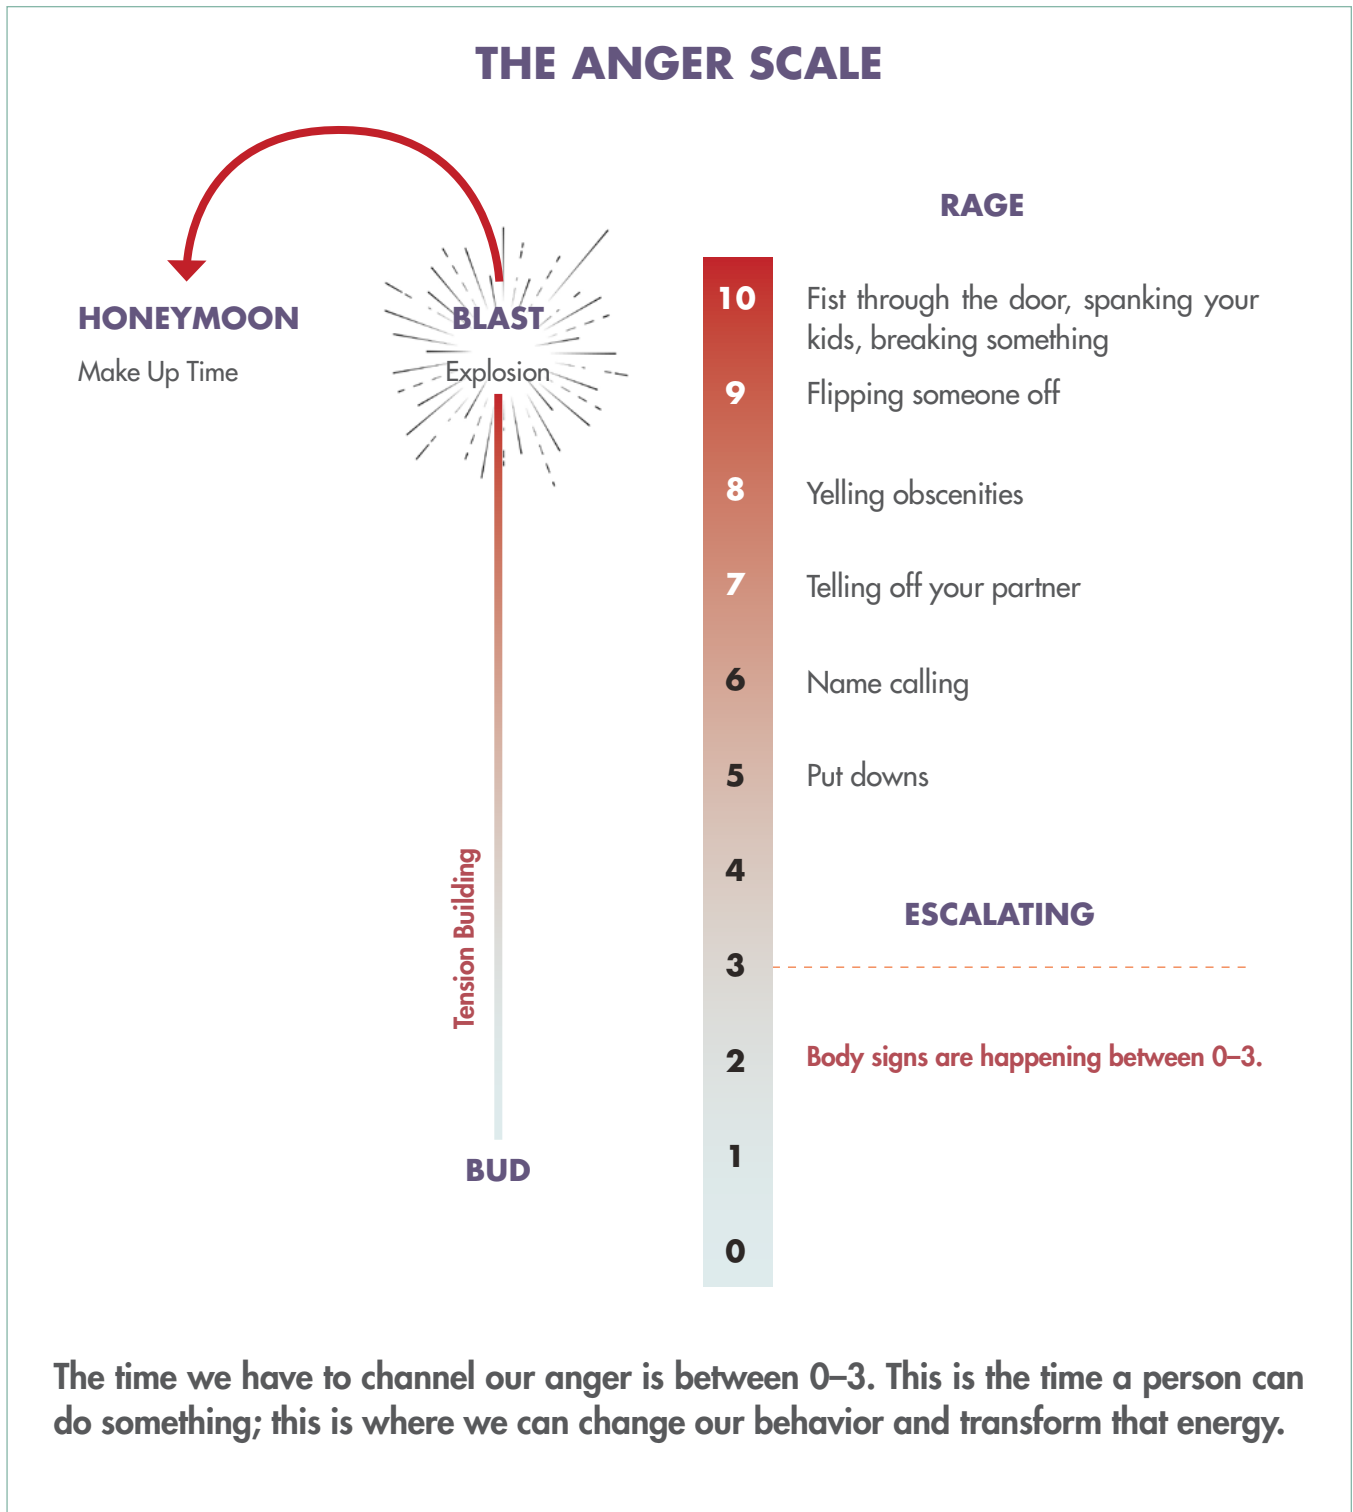 THE ANGER SCALE
HONEYMOON
Make Up Time
BLAST
Explosion
Tension Building
BUD
RAGE
10 Fist through the door, spanking your
kids, breaking something
9 Flipping someone off
8 Yelling obscenities
7 Telling off your partner
6 Name calling
5 Put downs
4
ESCALATING
3
2 Body signs are happening between 0–3.
1
0
The time we have to channel our anger is between 0–3. This is the time a person can
do something; this is where we can change our behavior and transform that energy.